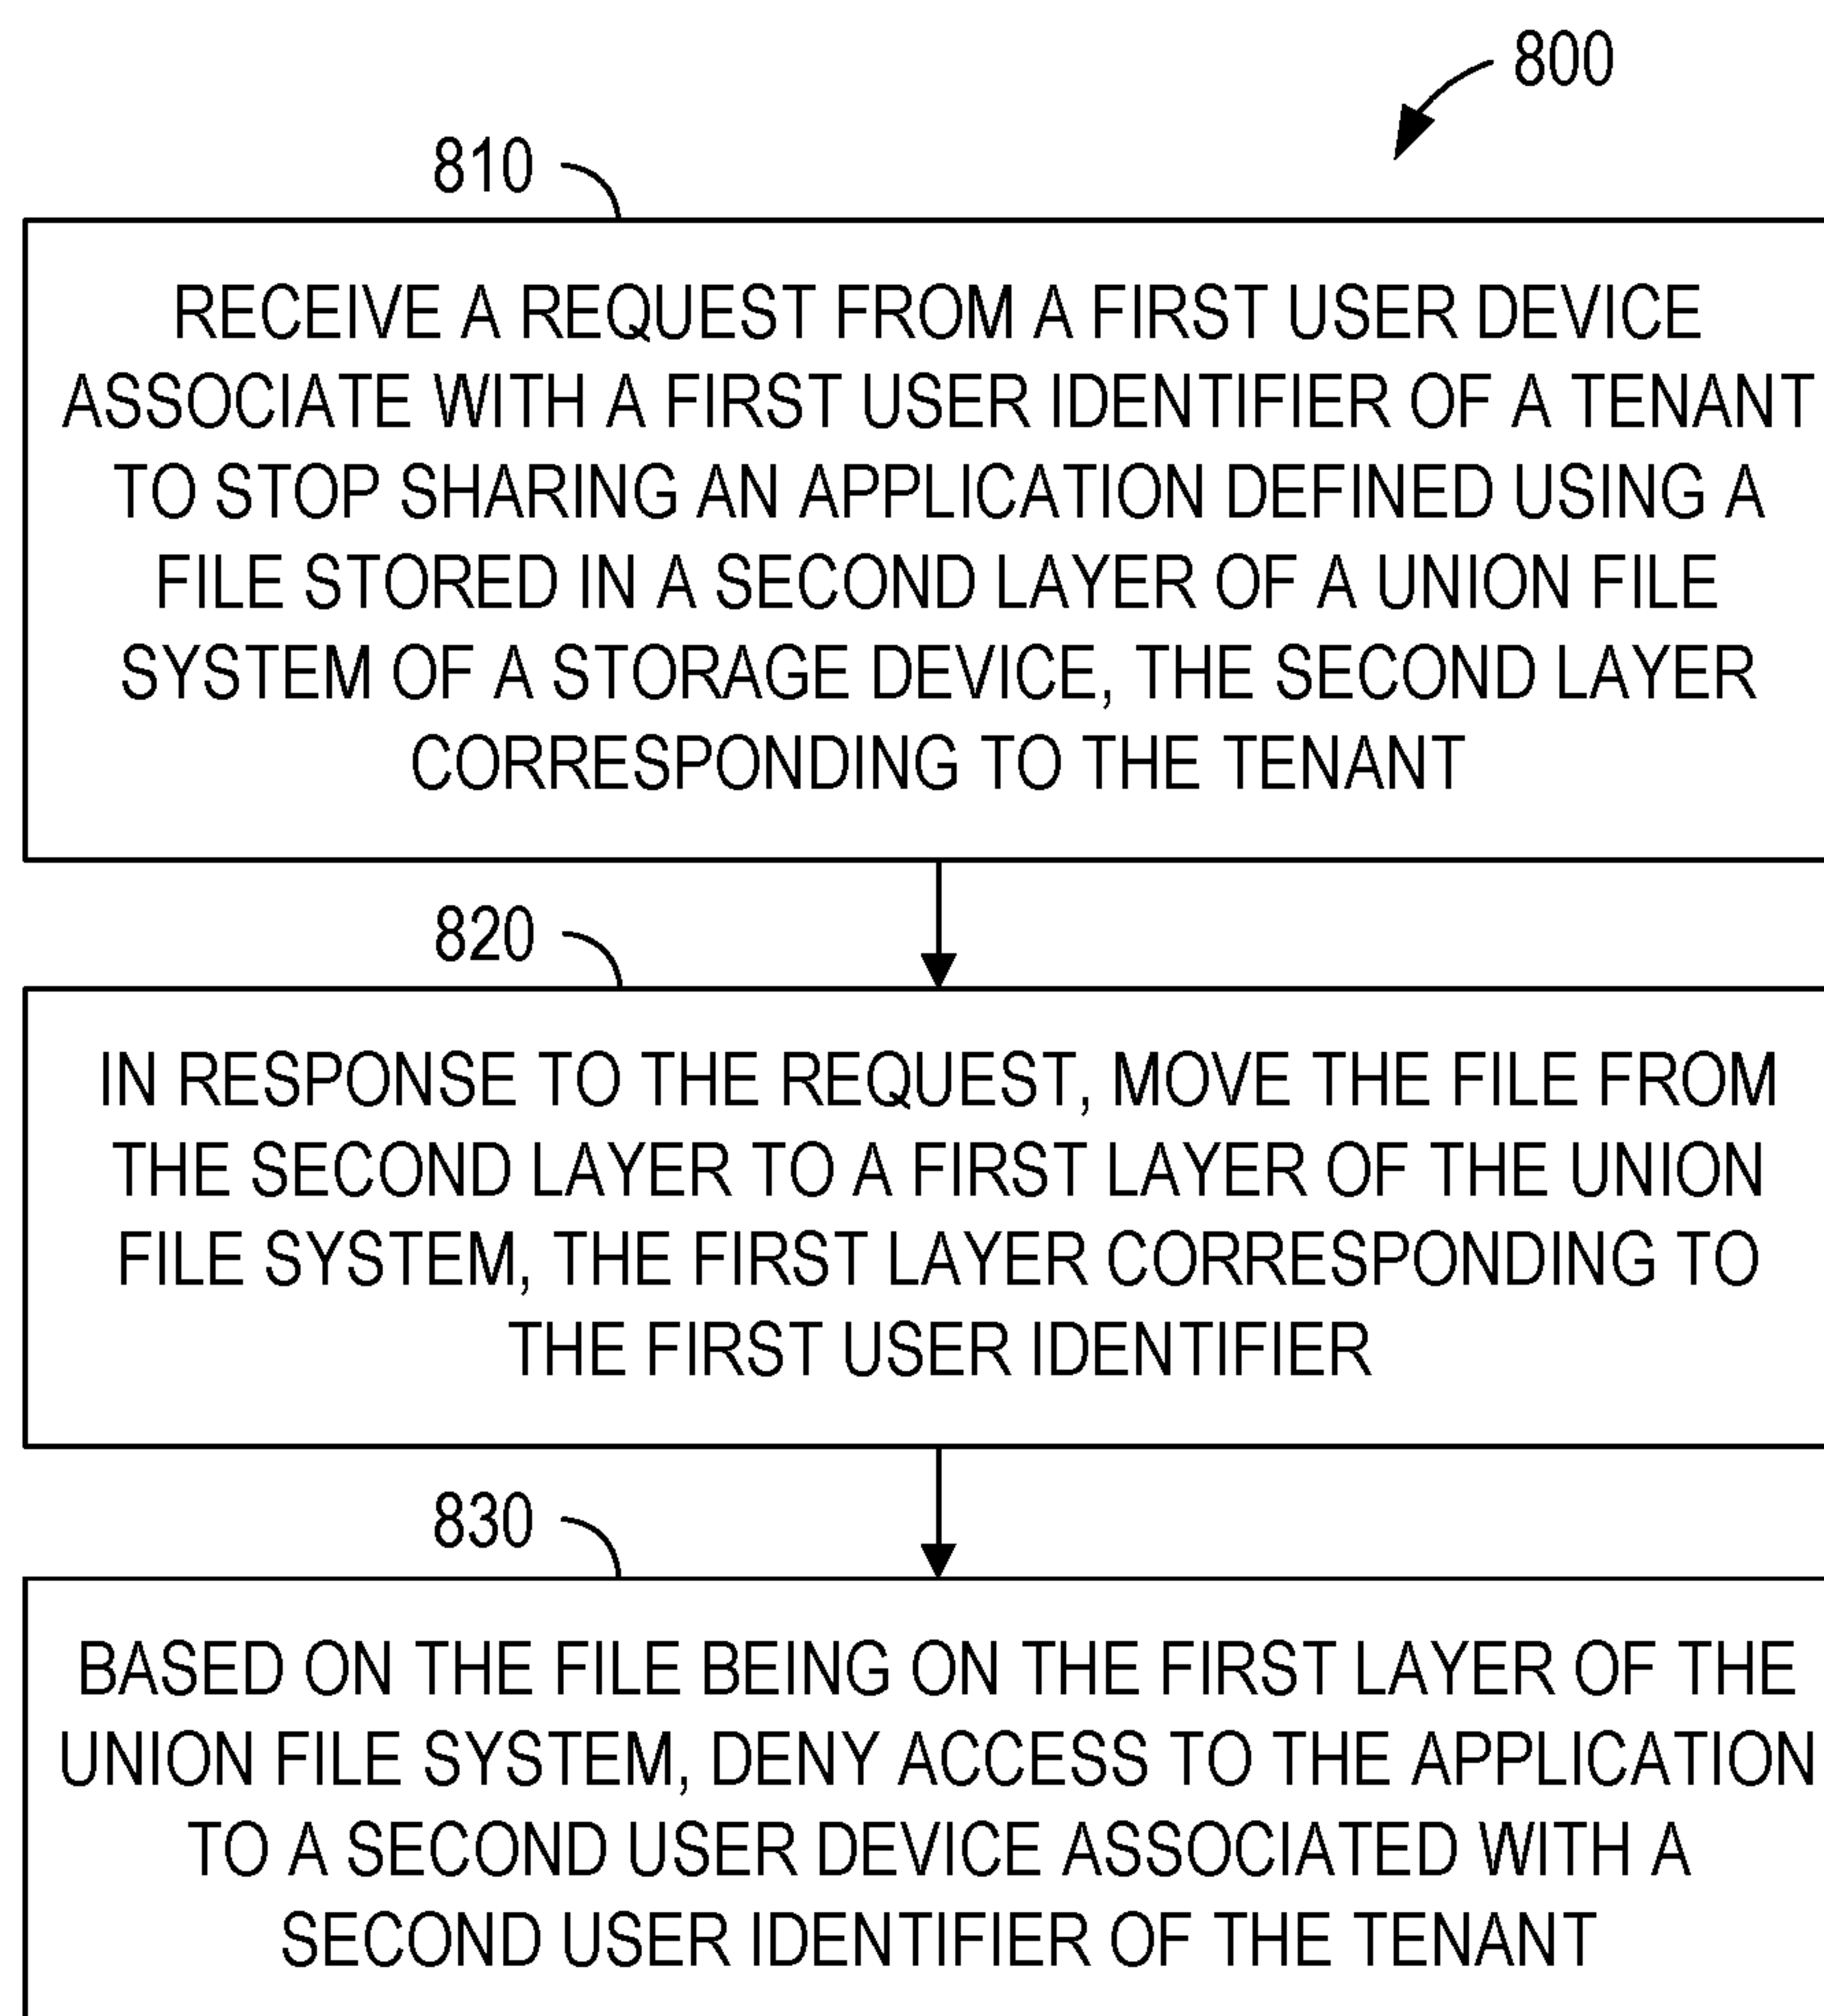 800
810
RECEIVE A REQUEST FROM A FIRST USER DEVICE
ASSOCIATE WITH A FIRST USER IDENTIFIER OF A TENANT
TO STOP SHARING AN APPLICATION DEFINED USING A
FILE STORED IN A SECOND LAYER OF A UNION FILE
SYSTEM OF A STORAGE DEVICE, THE SECOND LAYER
CORRESPONDING TO THE TENANT
820
IN RESPONSE TO THE REQUEST, MOVE THE FILE FROM
THE SECOND LAYER TO A FIRST LAYER OF THE UNION
FILE SYSTEM, THE FIRST LAYER CORRESPONDING TO
THE FIRST USER IDENTIFIER
830
BASED ON THE FILE BEING ON THE FIRST LAYER OF THE
UNION FILE SYSTEM, DENY ACCESS TO THE APPLICATION
TO A SECOND USER DEVICE ASSOCIATED WITH A
SECOND USER IDENTIFIER OF THE TENANT